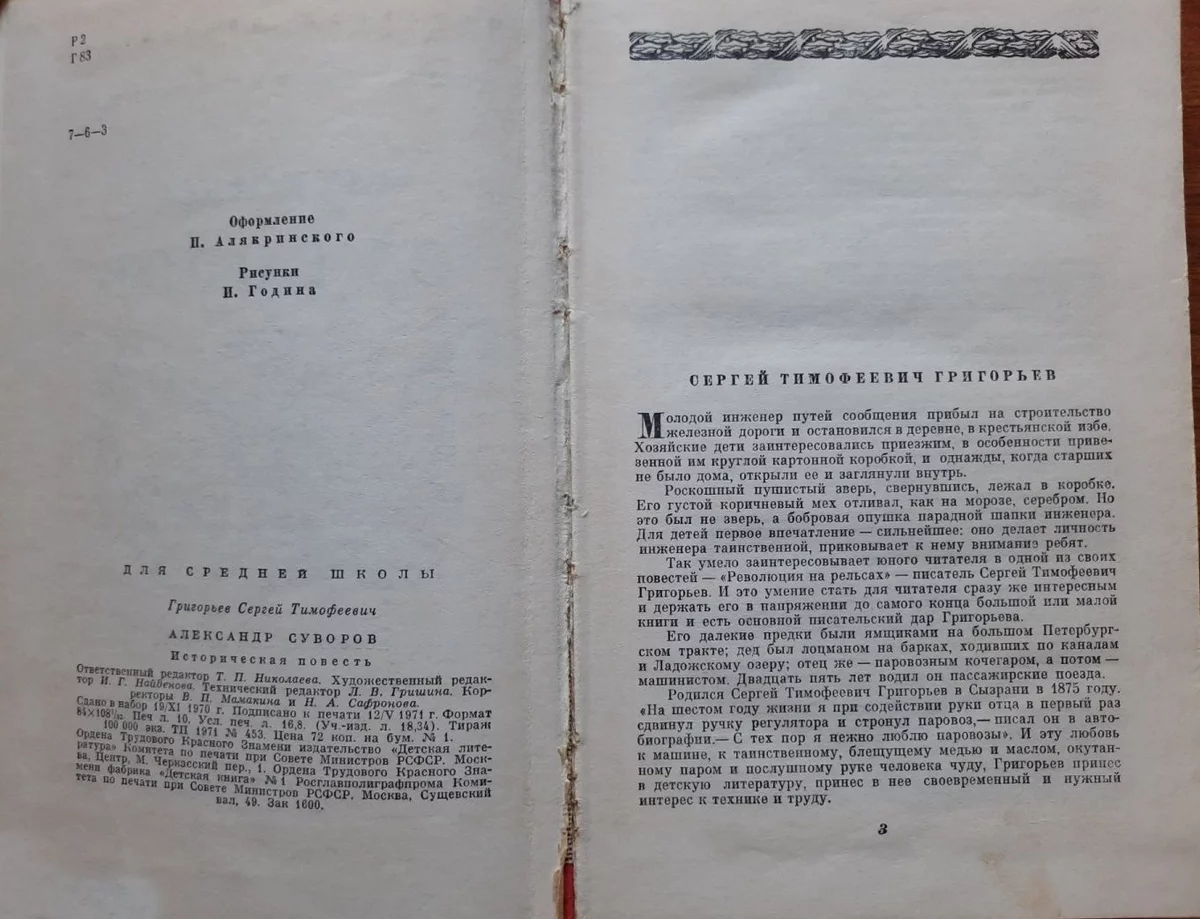 Р2
Г83
7—6—3
Оформление
П. Алякринского
Рисунки
И. Година
ДЛЯ СРЕДНЕЙ ШКОЛЫ
Григорьев Сергей Тимофеевич
АЛЕКСАНДР СУВОРОВ
Историческая повесть
Ответственный редактор Т. П. Николаева. Художественный редак-
тор И. Г. Найденова. Технический редактор Л. В. Гришина. Кор-
ректоры В. П. Мамакина и Н. А. Сафронова.
Сдано в набор 19/XI 1970 г. Подписано к печати 12/V 1971 г. Формат
84×108¹/₃₂ Печ л. 10. Усл. печ. л. 16,8. (Уч.-изд. л. 18,34). Тираж
100 000 экз. ТП 1971 № 453. Цена 72 коп. на бум. № 1.
Ордена Трудового Красного Знамени издательство «Детская лите-
ратура» Комитета по печати при Совете Министров РСФСР. Моск-
ва, Центр, М. Черкасский пер., 1. Ордена Трудового Красного Зна-
мени фабрика «Детская книга» № 1 Росглавполиграфпрома Коми-
тета по печати при Совете Министров РСФСР. Москва, Сущевский
вал, 49. Зак 1600.
СЕРГЕЙ ТИМОФЕЕВИЧ ГРИГОРЬЕВ
Молодой инженер путей сообщения прибыл на строительство
железной дороги и остановился в деревне, в крестьянской избе.
Хозяйские дети заинтересовались приезжим, в особенности приве-
зенной им круглой картонной коробкой, и однажды, когда старших
не было дома, открыли ее и заглянули внутрь.
Роскошный пушистый зверь, свернувшись, лежал в коробке.
Его густой коричневый мех отливал, как на морозе, серебром. Но
это был не зверь, а бобровая опушка парадной шапки инженера.
Для детей первое впечатление — сильнейшее: оно делает личность
инженера таинственной, приковывает к нему внимание ребят.
Так умело заинтересовывает юного читателя в одной из своих
повестей — «Революция на рельсах» — писатель Сергей Тимофеевич
Григорьев. И это умение стать для читателя сразу же интересным
и держать его в напряжении до самого конца большой или малой
книги и есть основной писательский дар Григорьева.
Его далекие предки были ямщиками на большом Петербург-
ском тракте; дед был лоцманом на барках, ходивших по каналам
и Ладожскому озеру; отец же — паровозным кочегаром, а потом —
машинистом. Двадцать пять лет водил он пассажирские поезда.
Родился Сергей Тимофеевич Григорьев в Сызрани в 1875 году.
«На шестом году жизни я при содействии руки отца в первый раз
сдвинул ручку регулятора и стронул паровоз,— писал он в авто-
биографии.— С тех пор я нежно люблю паровозы». И эту любовь
к машине, к таинственному, блещущему медью и маслом, окутан-
ному паром и послушному руке человека чуду, Григорьев принес
в детскую литературу, принес в нее своевременный и нужный
интерес к технике и труду.
3